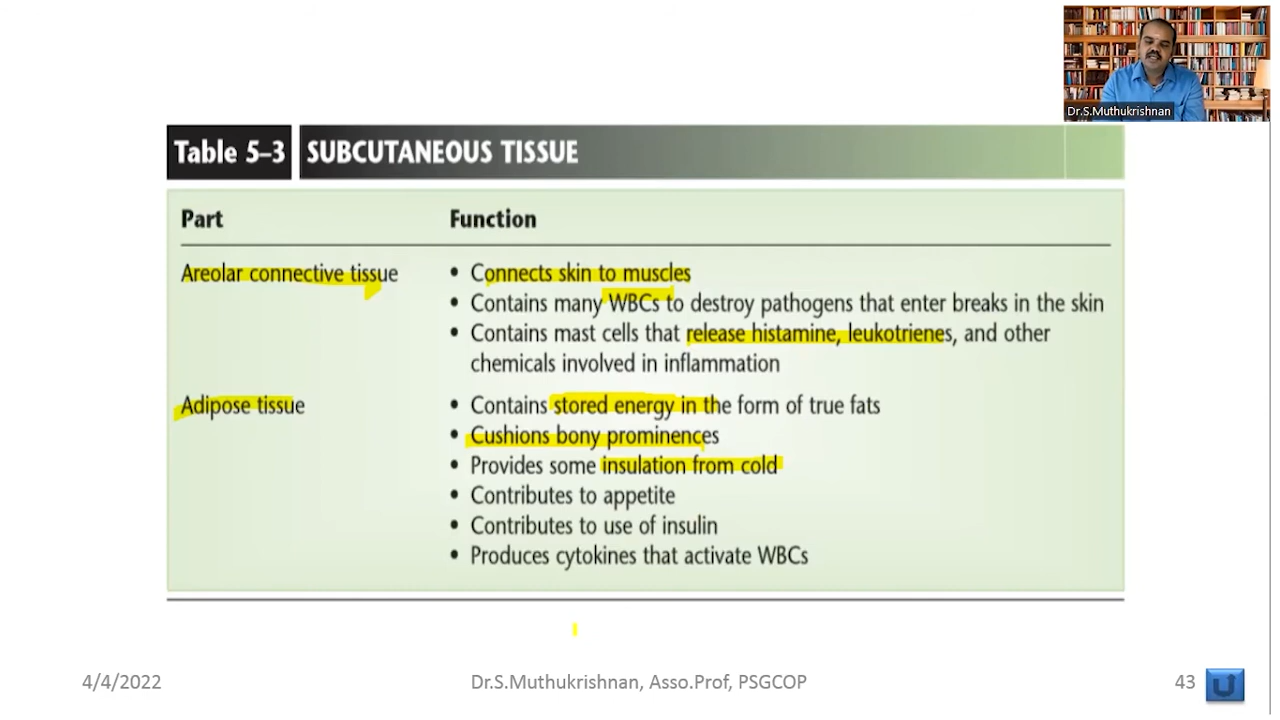 Dr.S.Muthukrishnan
Table 5-3 SUBCUTANEOUS TISSUE
Part Function
Areolar connective tissue • Connects skin to muscles
• Contains many WBCs to destroy pathogens that enter breaks in the skin
• Contains mast cells that release histamine, leukotrienes, and other
chemicals involved in inflammation
Adipose tissue • Contains stored energy in the form of true fats
• Cushions bony prominences
• Provides some insulation from cold
• Contributes to appetite
• Contributes to use of insulin
• Produces cytokines that activate WBCs
4/4/2022 Dr.S.Muthukrishnan, Asso.Prof, PSGCOP 43